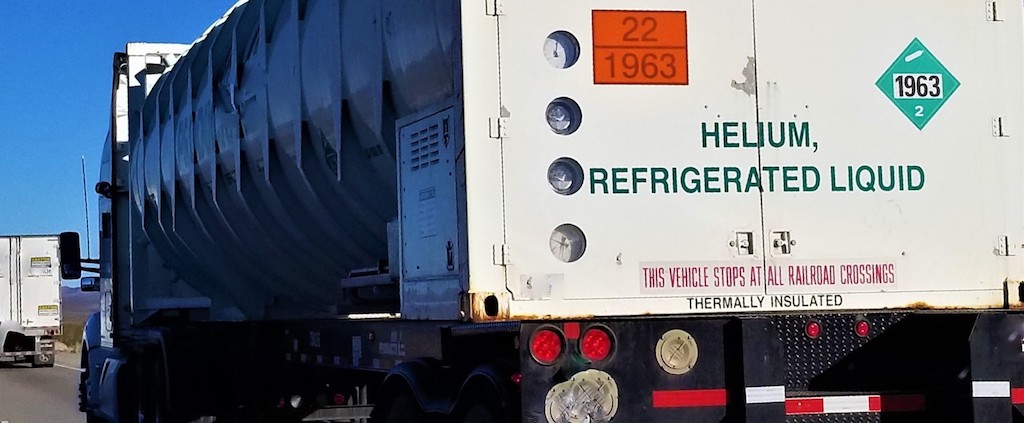 22
1963
1963
2
HELIUM,
REFRIGERATED LIQUID
THIS VEHICLE STOPS AT ALL RAILROAD CROSSINGS
THERMALLY INSULATED